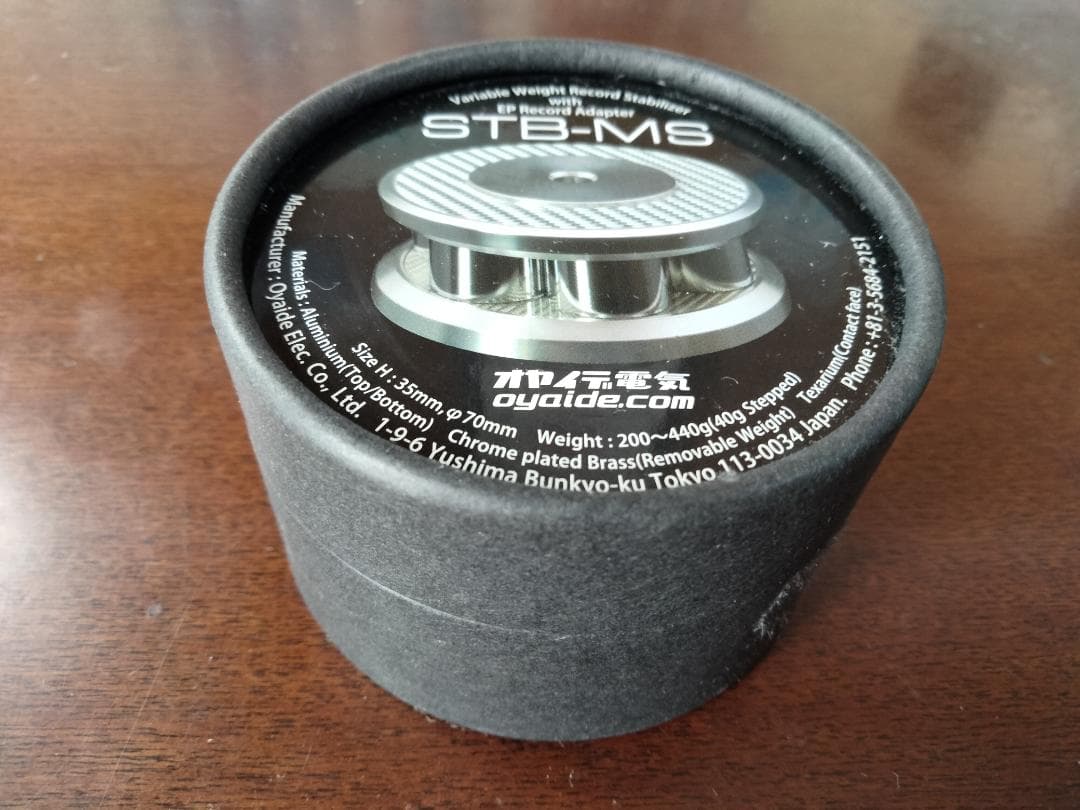 Variable Weight Record Stabilizer
with
EP Record Adapter
STB-MS
オヤイデ電気
oyaide.com
Size H : 35mm, φ70mm Weight : 200～440g(40g Stepped)
Materials : Aluminium(Top/Bottom) Chrome plated Brass(Removable Weight) Texarium(Contact face)
Manufacturer : Oyaide Elec. Co., Ltd. 1-9-6 Yushima Bunkyo-ku Tokyo 113-0034 Japan. Phone : +81-3-5684-2151